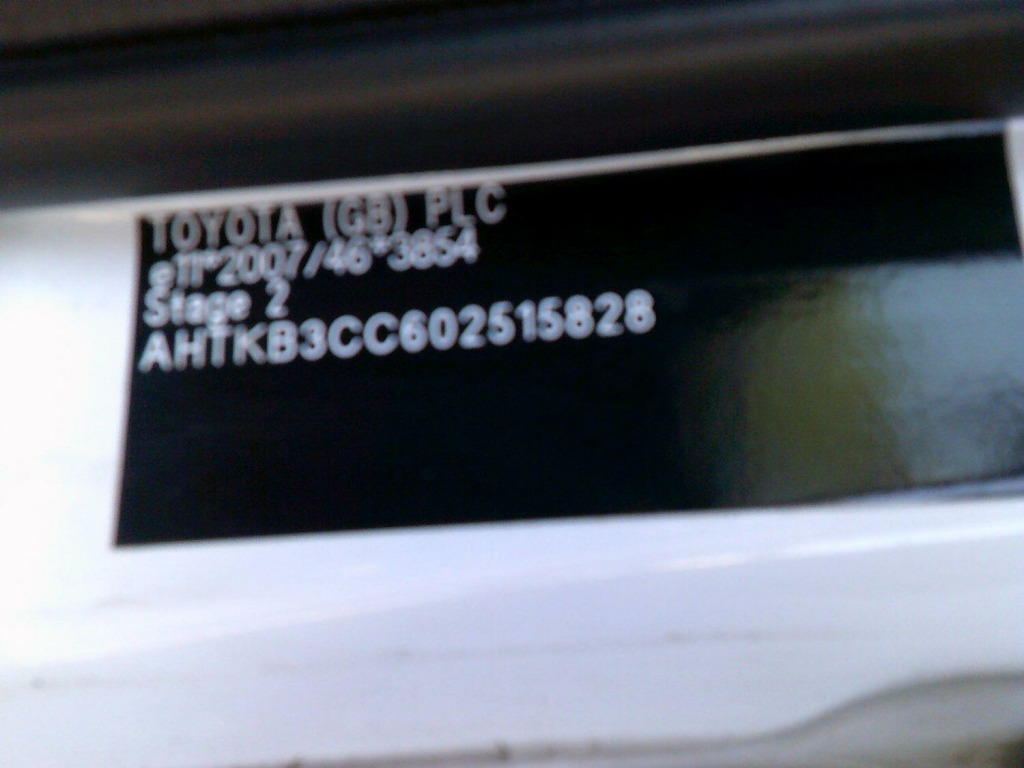 TOYOTA (GB) PLC
e11*2007/46*3854
Stage 2
AHTKB3CC602515828